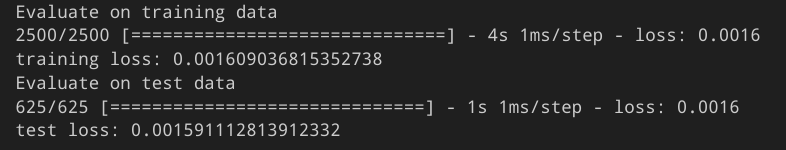 Evaluate on training data
2500/2500 [==============================] - 4s 1ms/step - loss: 0.0016
training loss: 0.001609036815352738
Evaluate on test data
625/625 [==============================] - 1s 1ms/step - loss: 0.0016
test loss: 0.001591112813912332